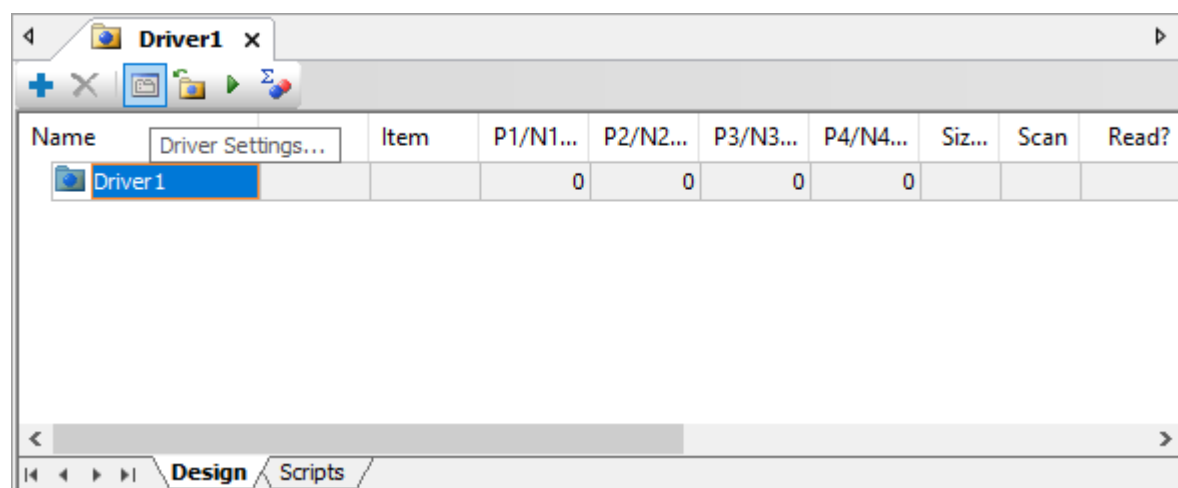 Driver1
Name Item P1/N1... P2/N2... P3/N3... P4/N4... Siz... Scan Read?
Driver Settings...
Driver1 0 0 0 0
Design Scripts